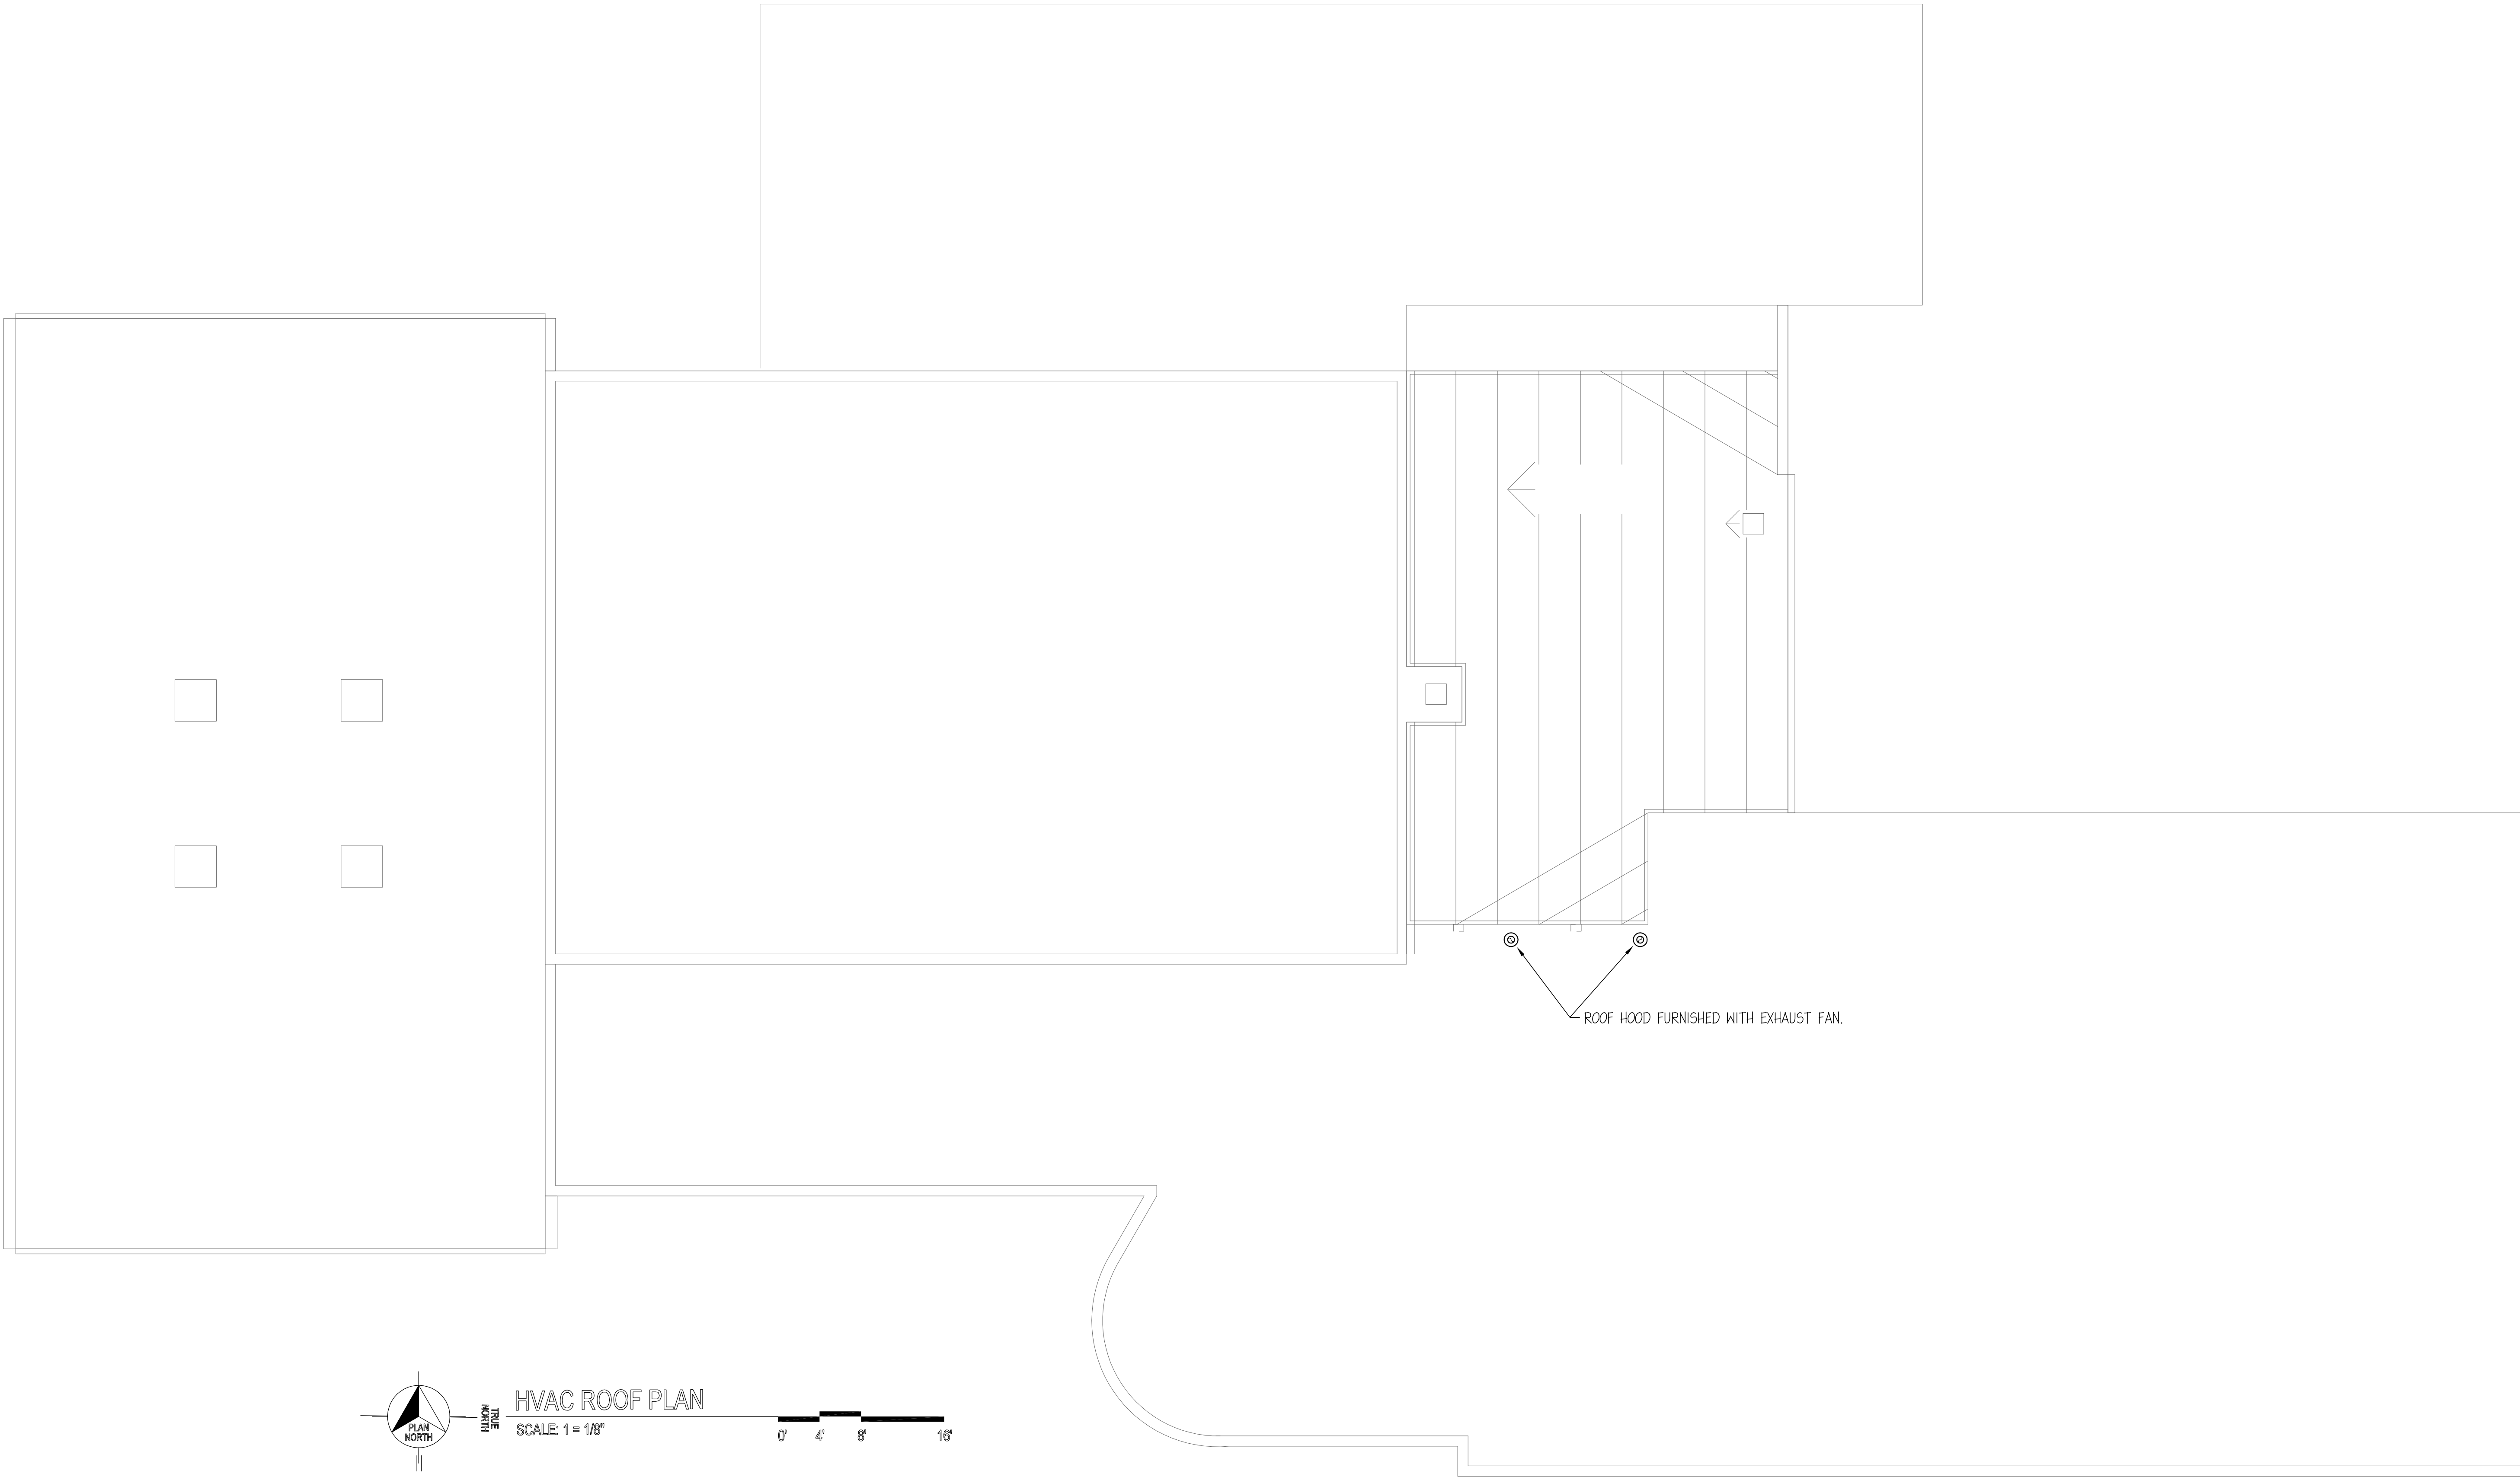 ROOF HOOD FURNISHED WITH EXHAUST FAN.
HVAC ROOF PLAN
SCALE: 1 = 1/8"
0' 4' 8' 16'
PLAN
NORTH
TRUE
NORTH